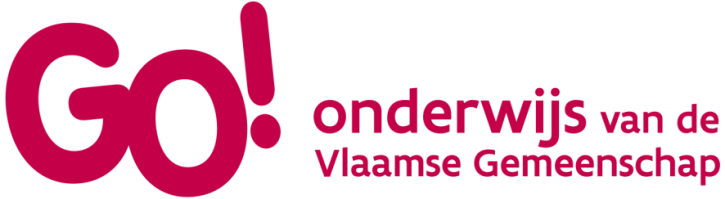 GO!
onderwijs van de
Vlaamse Gemeenschap